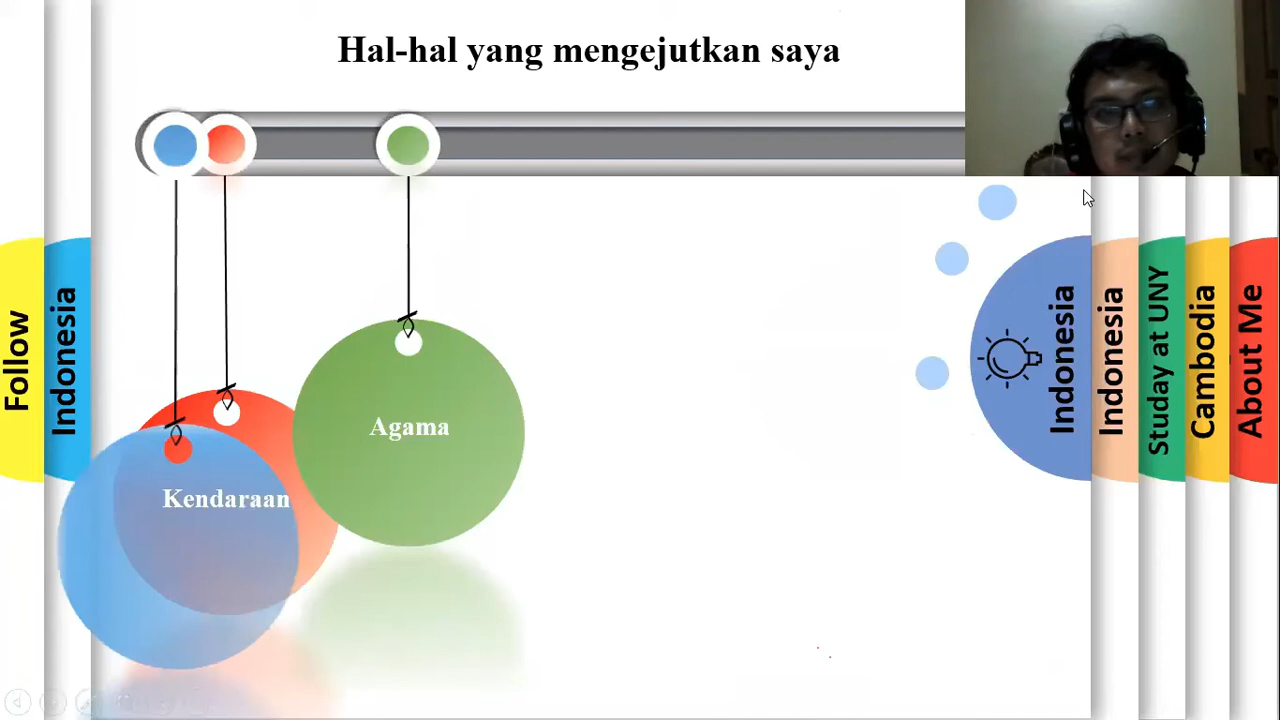 Hal-hal yang mengejutkan saya
Follow
Indonesia
Kendaraan
Agama
Indonesia
Indonesia
Studay at UNY
Cambodia
About Me